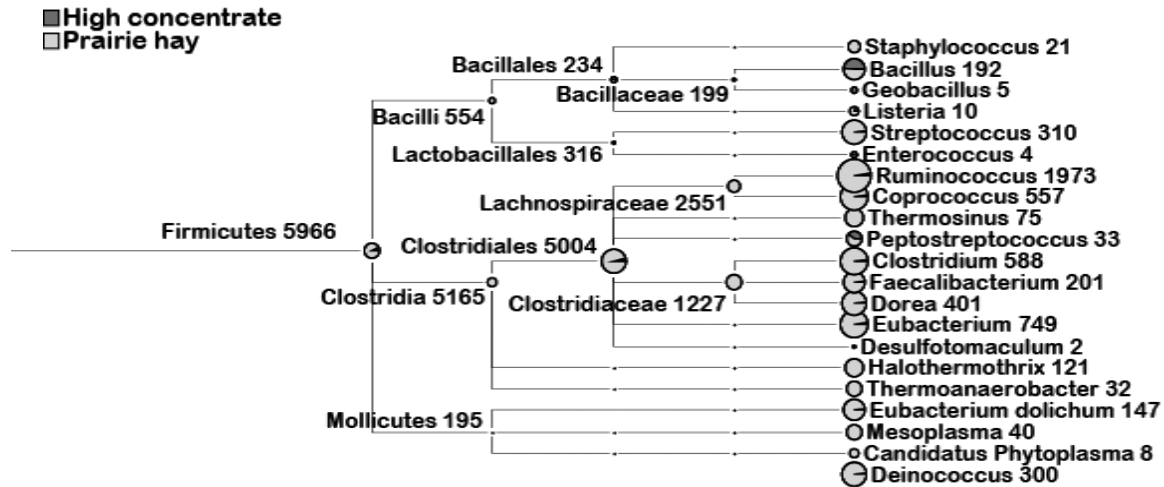 High concentrate
Prairie hay
Staphylococcus 21
Bacillales 234
Bacillus 192
Bacillaceae 199
Geobacillus 5
Bacilli 554
Listeria 10
Streptococcus 310
Lactobacillales 316
Enterococcus 4
Ruminococcus 1973
Lachnospiraceae 2551
Coprococcus 557
Thermosinus 75
Firmicutes 5966
Clostridiales 5004
Peptostreptococcus 33
Clostridium 588
Clostridia 5165
Clostridiaceae 1227
Faecalibacterium 201
Dorea 401
Eubacterium 749
Desulfotomaculum 2
Halothermothrix 121
Thermoanaerobacter 32
Mollicutes 195
Eubacterium dolichum 147
Mesoplasma 40
Candidatus Phytoplasma 8
Deinococcus 300